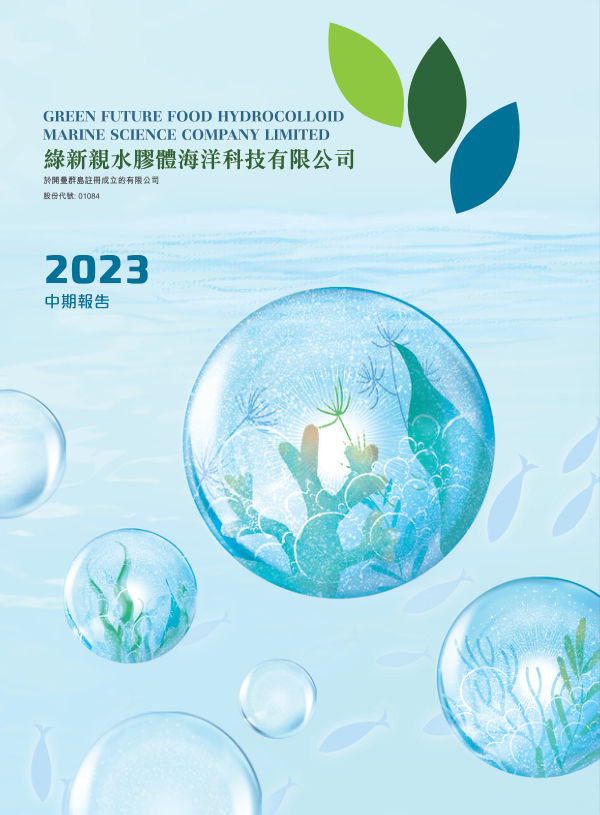 GREEN FUTURE FOOD HYDROCOLLOID
MARINE SCIENCE COMPANY LIMITED
綠新親水膠體海洋科技有限公司
於開曼群島註冊成立的有限公司
股份代號: 01084
2023
中期報告